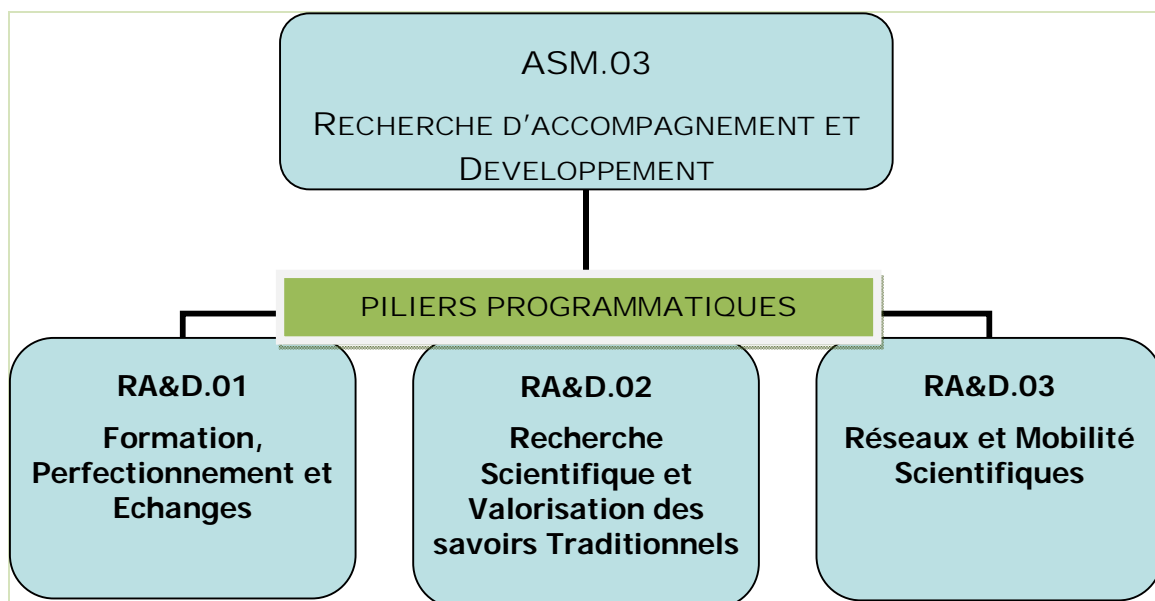 ASM.03
RECHERCHE D'ACCOMPAGNEMENT ET
DEVELOPPEMENT
PILIERS PROGRAMMATIQUES
RA&D.01
Formation,
Perfectionnement et
Echanges
RA&D.02
Recherche
Scientifique et
Valorisation des
savoirs Traditionnels
RA&D.03
Réseaux et Mobilité
Scientifiques